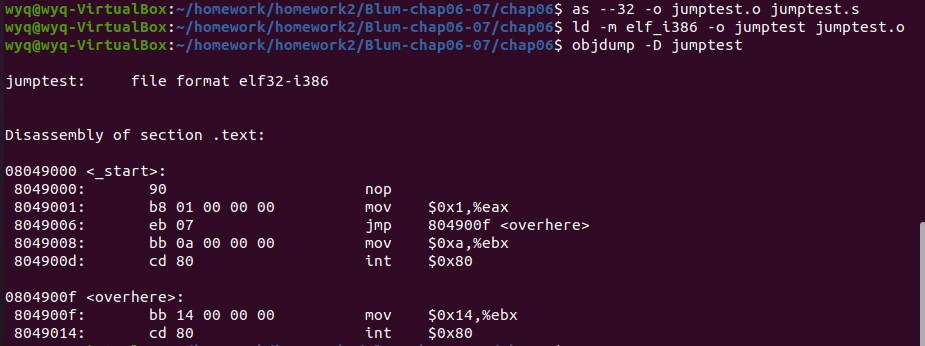 wyq@wyq-VirtualBox:~/homework/homework2/Blum-chap06-07/chap06$ as --32 -o jumptest.o jumptest.s
wyq@wyq-VirtualBox:~/homework/homework2/Blum-chap06-07/chap06$ ld -m elf_i386 -o jumptest jumptest.o
wyq@wyq-VirtualBox:~/homework/homework2/Blum-chap06-07/chap06$ objdump -D jumptest
jumptest:     file format elf32-i386
Disassembly of section .text:
08049000 <_start>:
 8049000:	90	nop
 8049001:	b8 01 00 00 00	mov    $0x1,%eax
 8049006:	eb 07	jmp    804900f <overhere>
 8049008:	bb 0a 00 00 00	mov    $0xa,%ebx
 804900d:	cd 80	int    $0x80
0804900f <overhere>:
 804900f:	bb 14 00 00 00	mov    $0x14,%ebx
 8049014:	cd 80	int    $0x80